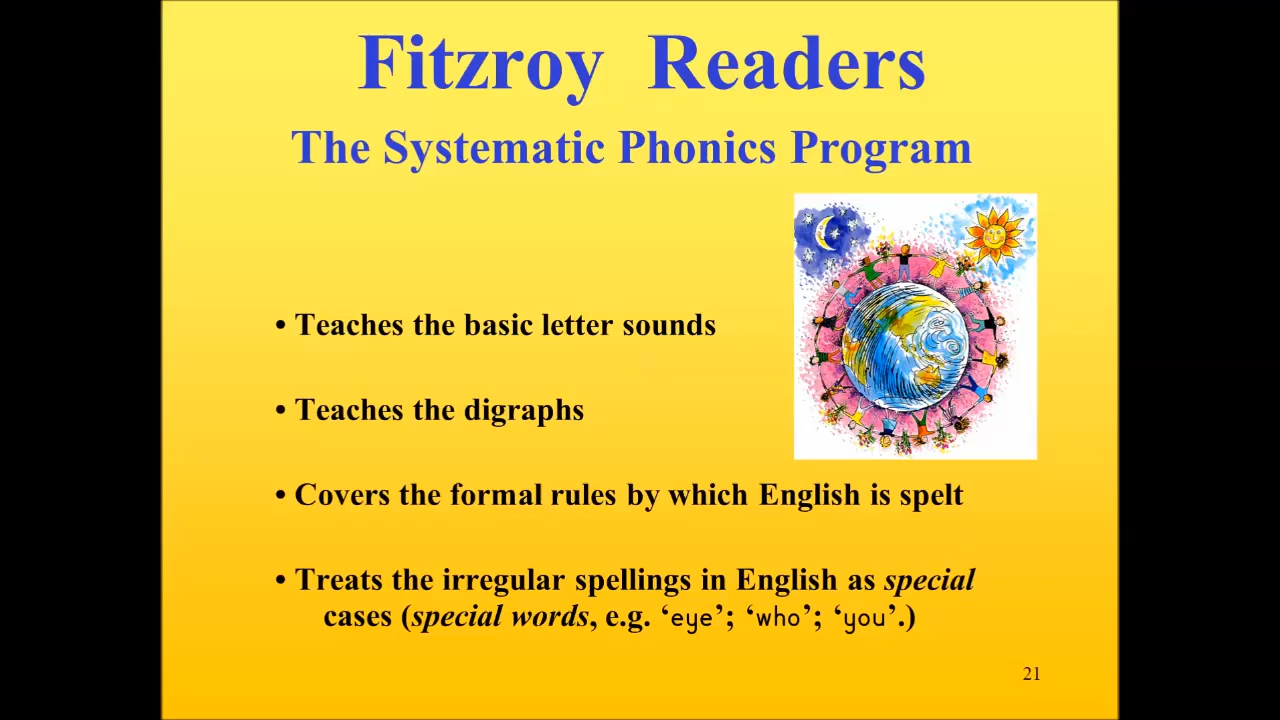 Fitzroy Readers
The Systematic Phonics Program
• Teaches the basic letter sounds
• Teaches the digraphs
• Covers the formal rules by which English is spelt
• Treats the irregular spellings in English as special
cases (special words, e.g. ‘eye’; ‘who’; ‘you’.)
21